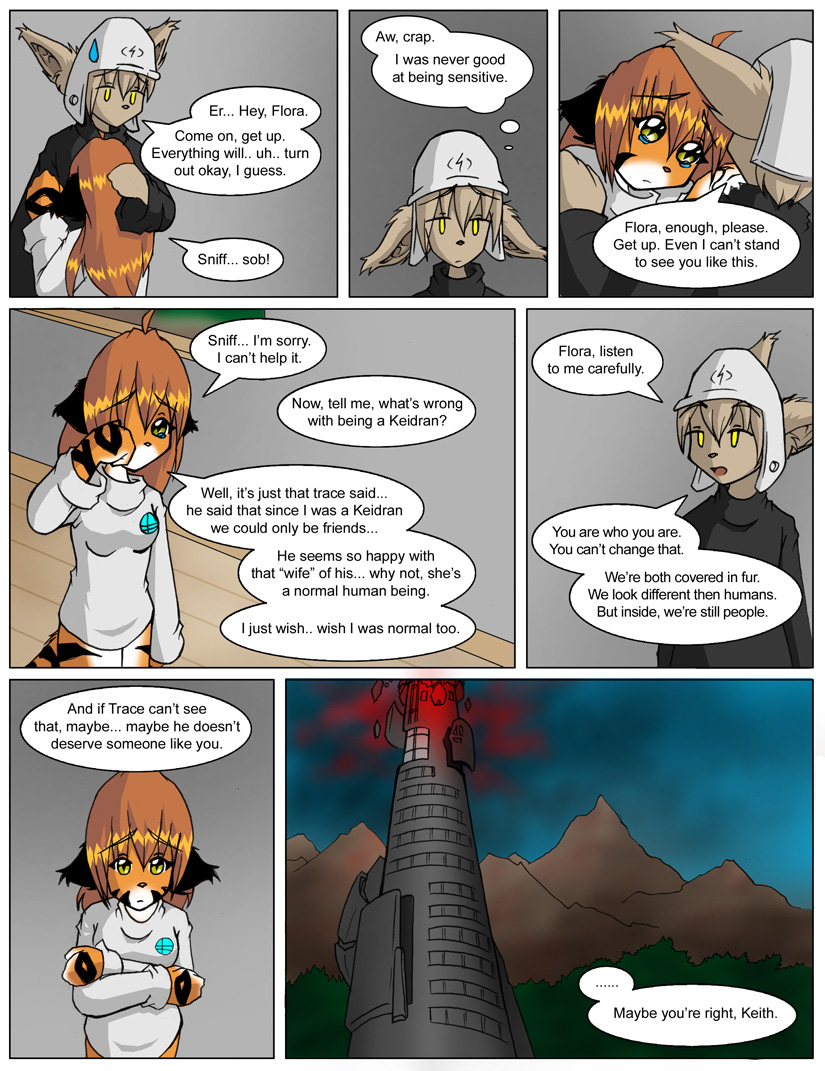 Er... Hey, Flora.
Come on, get up.
Everything will.. uh.. turn
out okay, I guess.
Sniff... sob!
Aw, crap.
I was never good
at being sensitive.
Flora, enough, please.
Get up. Even I can't stand
to see you like this.
Sniff... I'm sorry.
I can't help it.
Now, tell me, what's wrong
with being a Keidran?
Well, it's just that trace said...
he said that since I was a Keidran
we could only be friends...
He seems so happy with
that “wife” of his... why not, she's
a normal human being.
I just wish.. wish I was normal too.
Flora, listen
to me carefully.
You are who you are.
You can't change that.
We're both covered in fur.
We look different then humans.
But inside, we're still people.
And if Trace can't see
that, maybe... maybe he doesn't
deserve someone like you.
......
Maybe you're right, Keith.